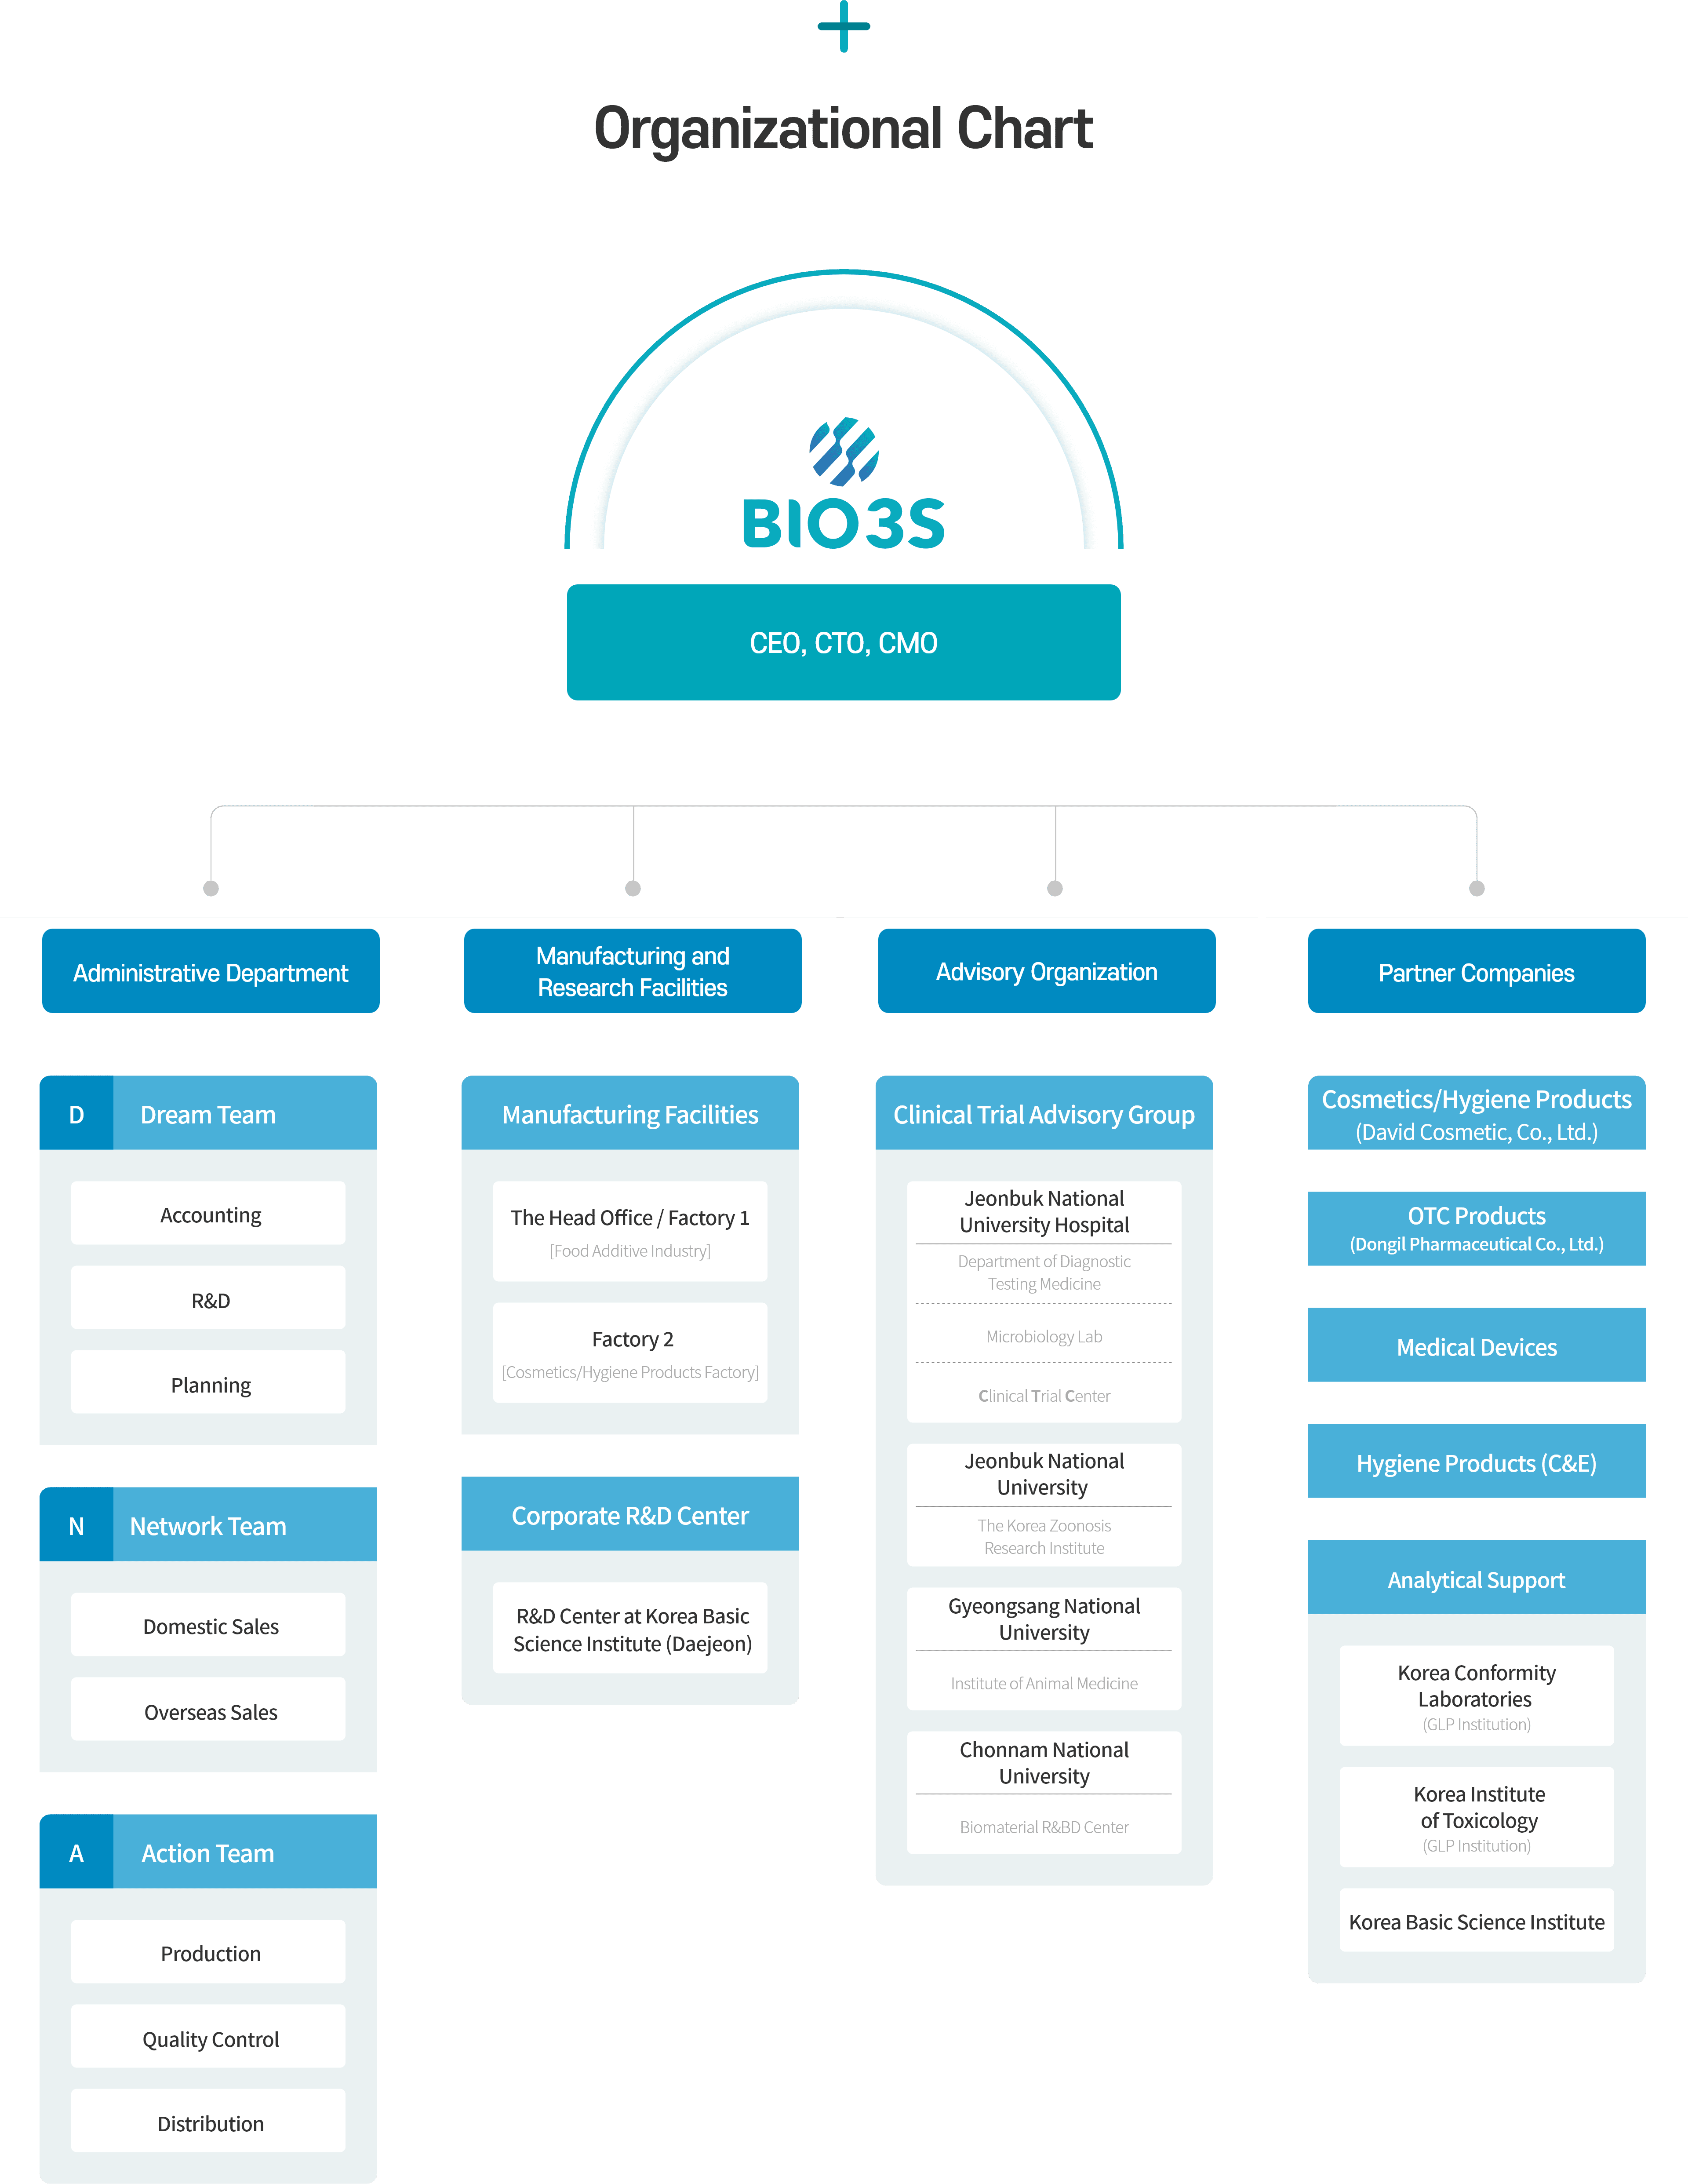 Organizational Chart
BIO3S
CEO, CTO, CMO
Administrative Department
D
Dream Team
Accounting
R&D
Planning
N
Network Team
Domestic Sales
Overseas Sales
A
Action Team
Production
Quality Control
Distribution
Manufacturing and
Research Facilities
Manufacturing Facilities
The Head Office / Factory 1
[Food Additive Industry]
Factory 2
[Cosmetics/Hygiene Products Factory]
Corporate R&D Center
R&D Center at Korea Basic
Science Institute (Daejeon)
Advisory Organization
Clinical Trial Advisory Group
Jeonbuk National
University Hospital
Department of Diagnostic
Testing Medicine
Microbiology Lab
Clinical Trial Center
Jeonbuk National
University
The Korea Zoonosis
Research Institute
Gyeongsang National
University
Institute of Animal Medicine
Chonnam National
University
Biomaterial R&BD Center
Partner Companies
Cosmetics/Hygiene Products
(David Cosmetic, Co., Ltd.)
OTC Products
(Dongil Pharmaceutical Co., Ltd.)
Medical Devices
Hygiene Products (C&E)
Analytical Support
Korea Conformity
Laboratories
(GLP Institution)
Korea Institute
of Toxicology
(GLP Institution)
Korea Basic Science Institute